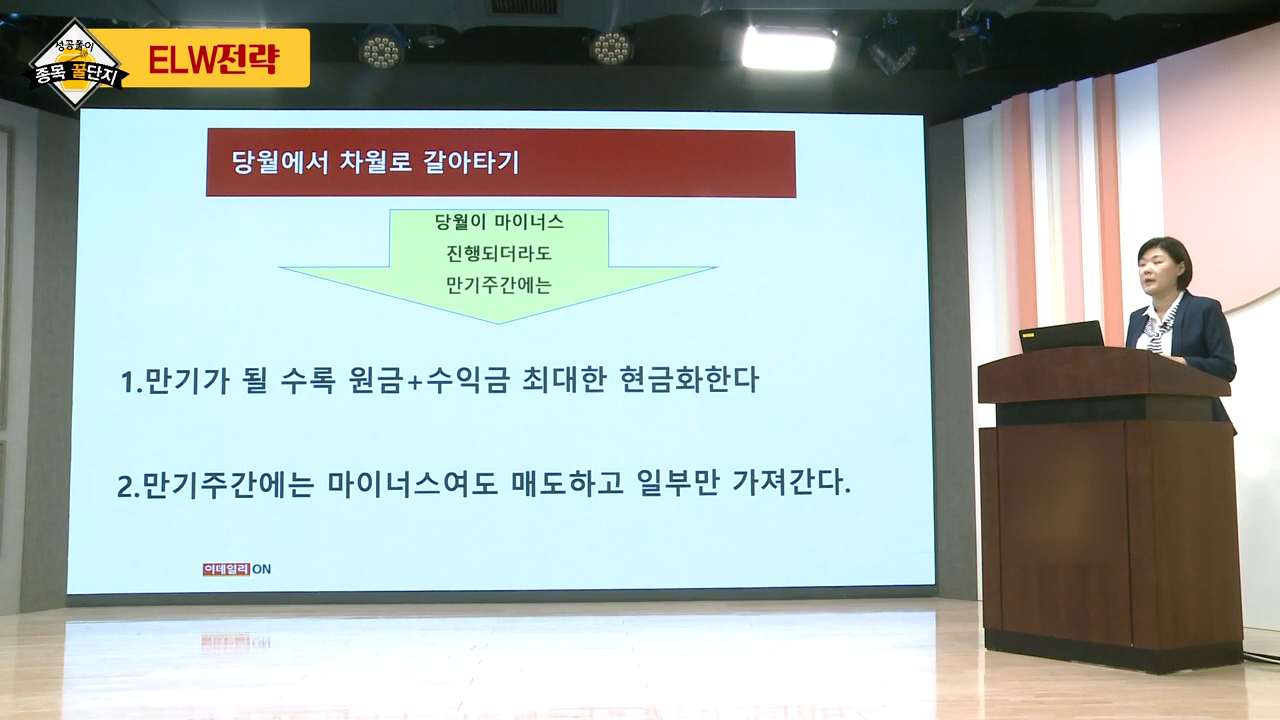 성공풀이
종목 꿀단지
ELW전략
당월에서 차월로 갈아타기
당월이 마이너스
진행되더라도
만기주간에는
1.만기가 될 수록 원금+수익금 최대한 현금화한다
2.만기주간에는 마이너스여도 매도하고 일부만 가져간다.
이데일리 ON